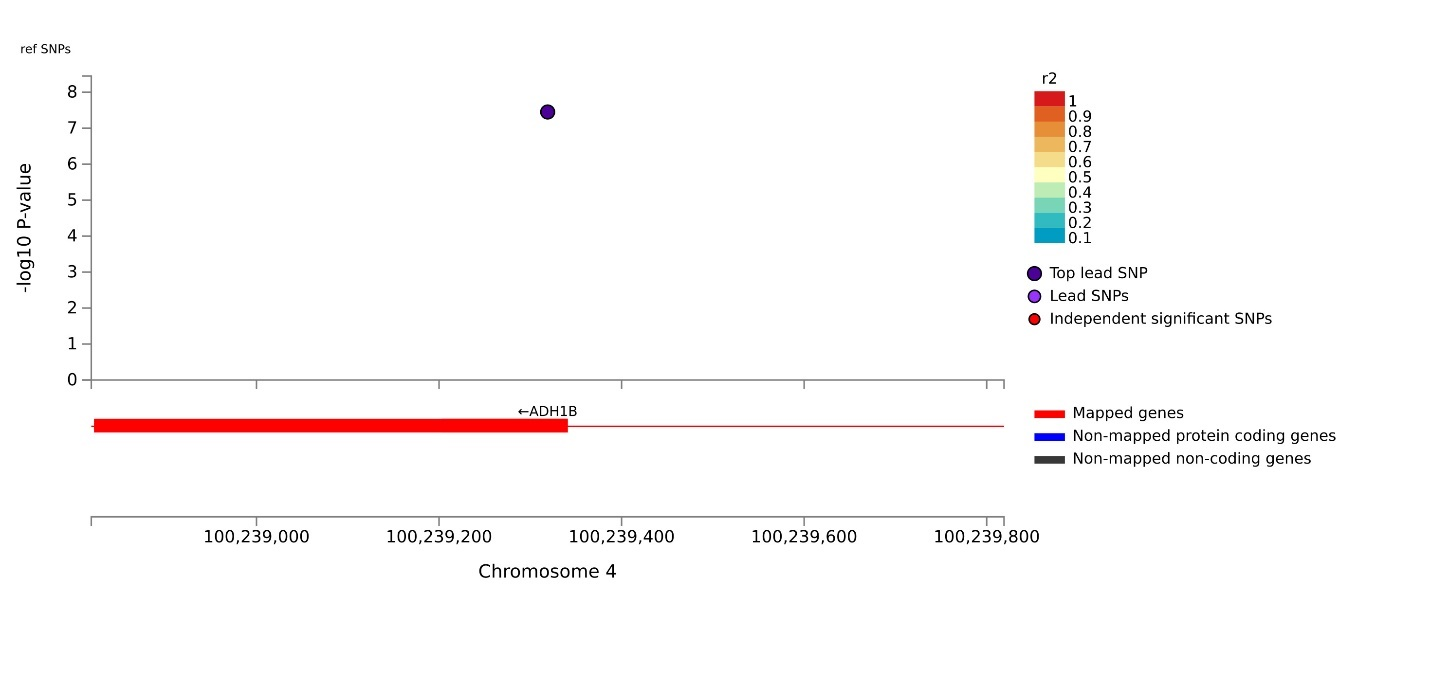 ref SNPs
-log10 P-value
8
7
6
5
4
3
2
1
0
r2
1
0.9
0.8
0.7
0.6
0.5
0.4
0.3
0.2
0.1
Top lead SNP
Lead SNPs
Independent significant SNPs
←ADH1B
Mapped genes
Non-mapped protein coding genes
Non-mapped non-coding genes
100,239,000 100,239,200 100,239,400 100,239,600 100,239,800
Chromosome 4